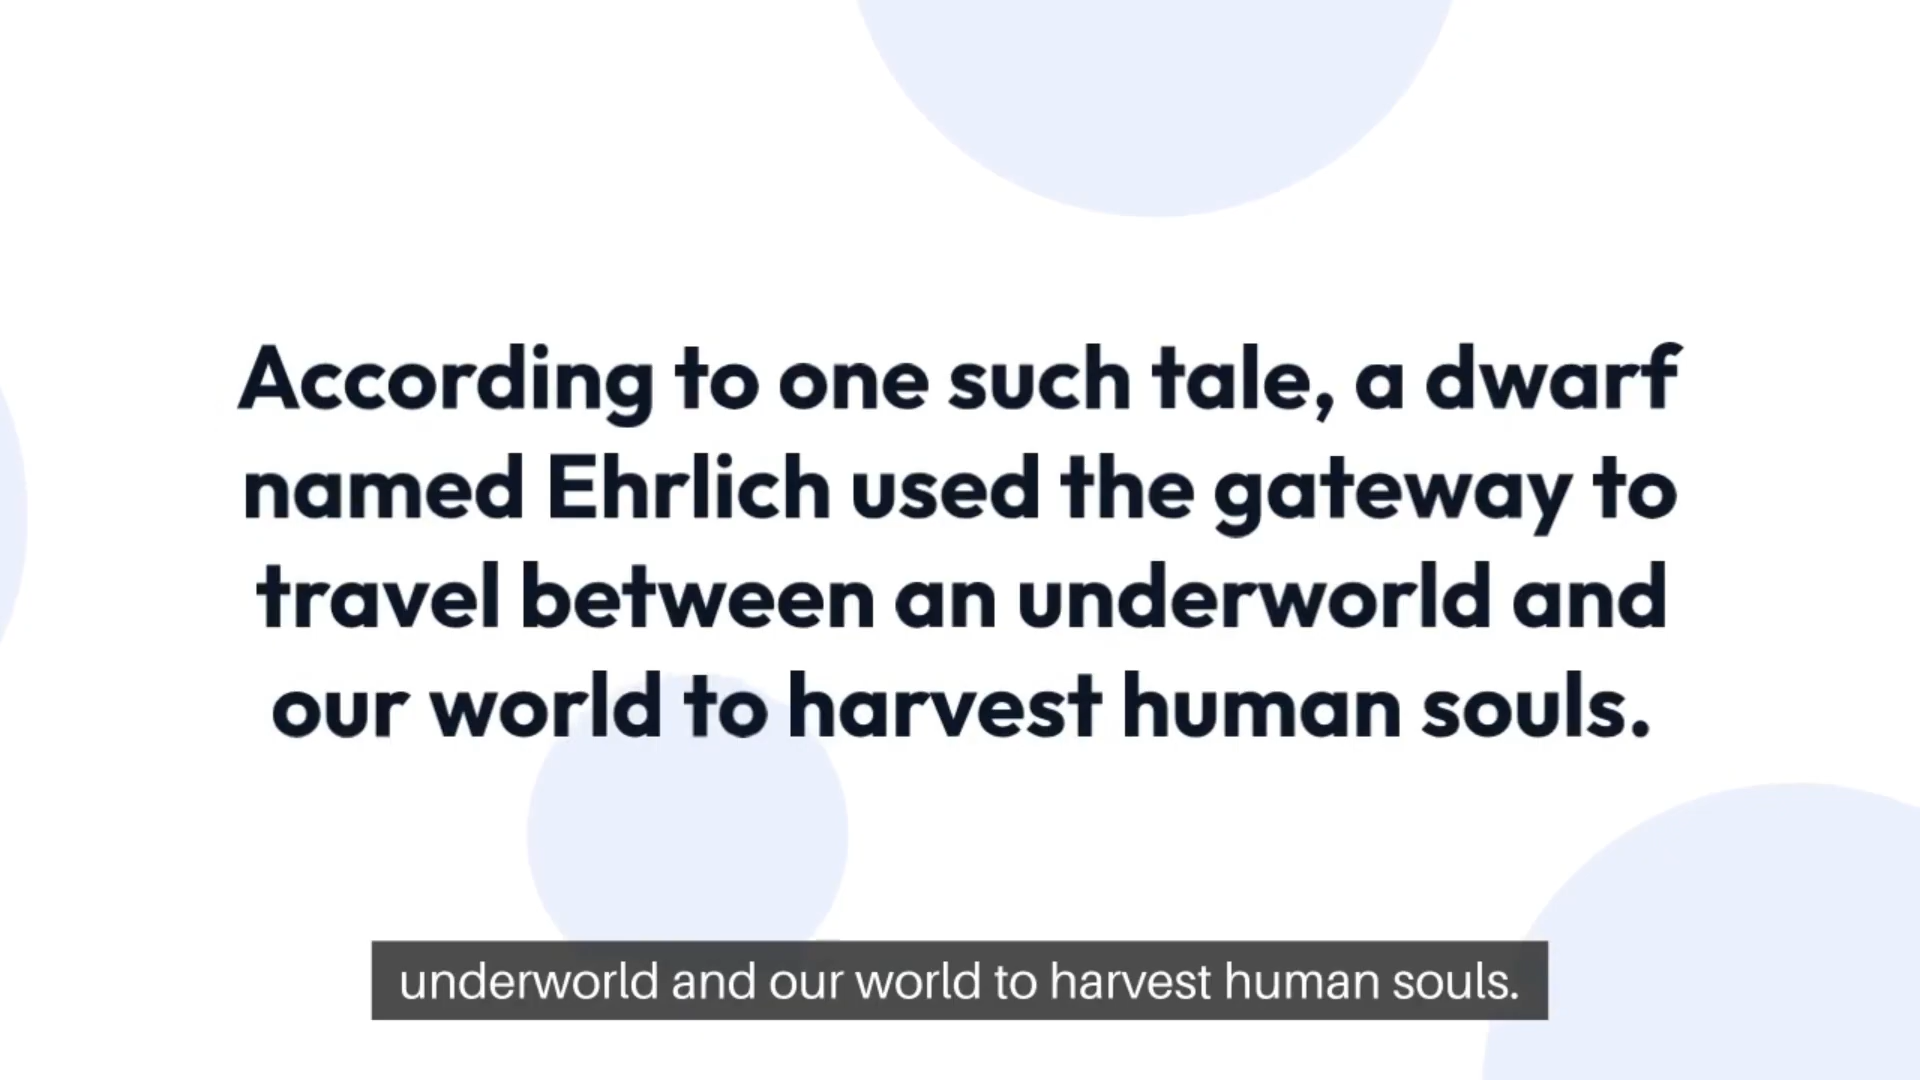 According to one such tale, a dwarf
named Ehrlich used the gateway to
travel between an underworld and
our world to harvest human souls.
underworld and our world to harvest human souls.